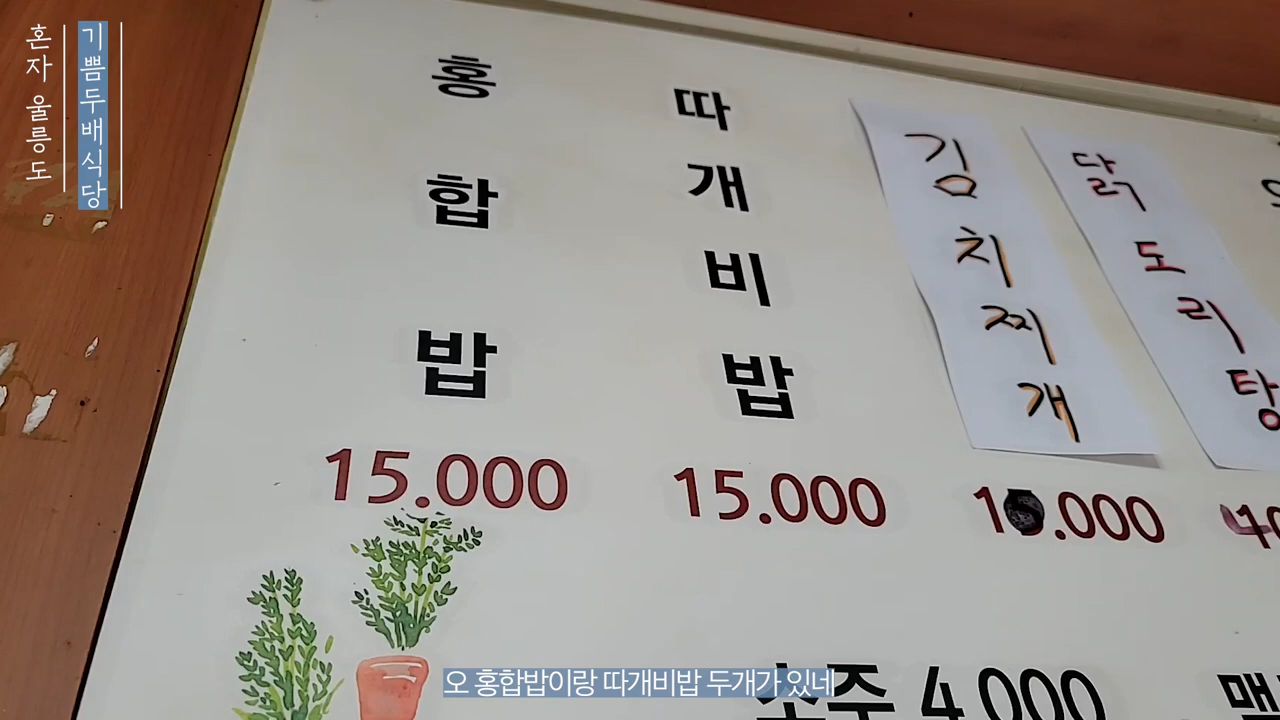 혼자 울릉도
기쁨두배식당
홍합밥
15.000
따개비밥
15.000
김치찌개
닭도리탕
소주 4,000
오 홍합밥이랑 따개비밥 두개가 있네